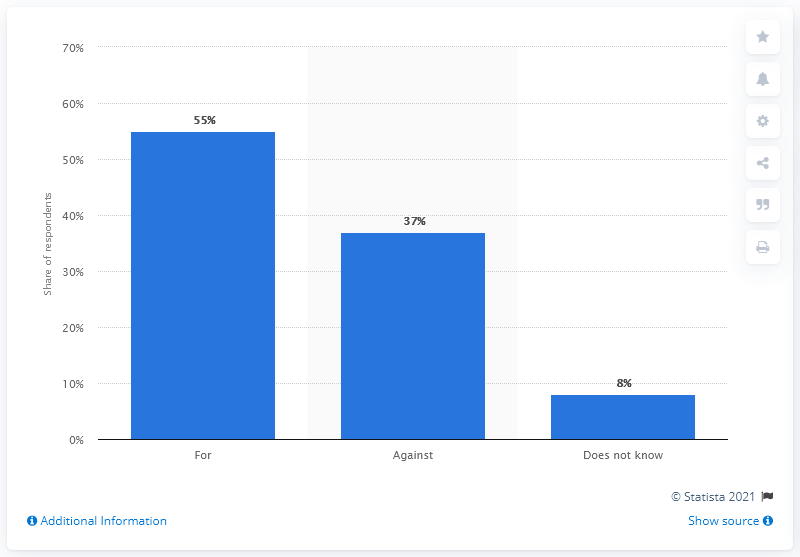 70%
60%
50%
40%
30%
20%
10%
0%
Share of respondents
55%
37%
8%
For
Against
Does not know
© Statista 2021
Additional Information
Show source